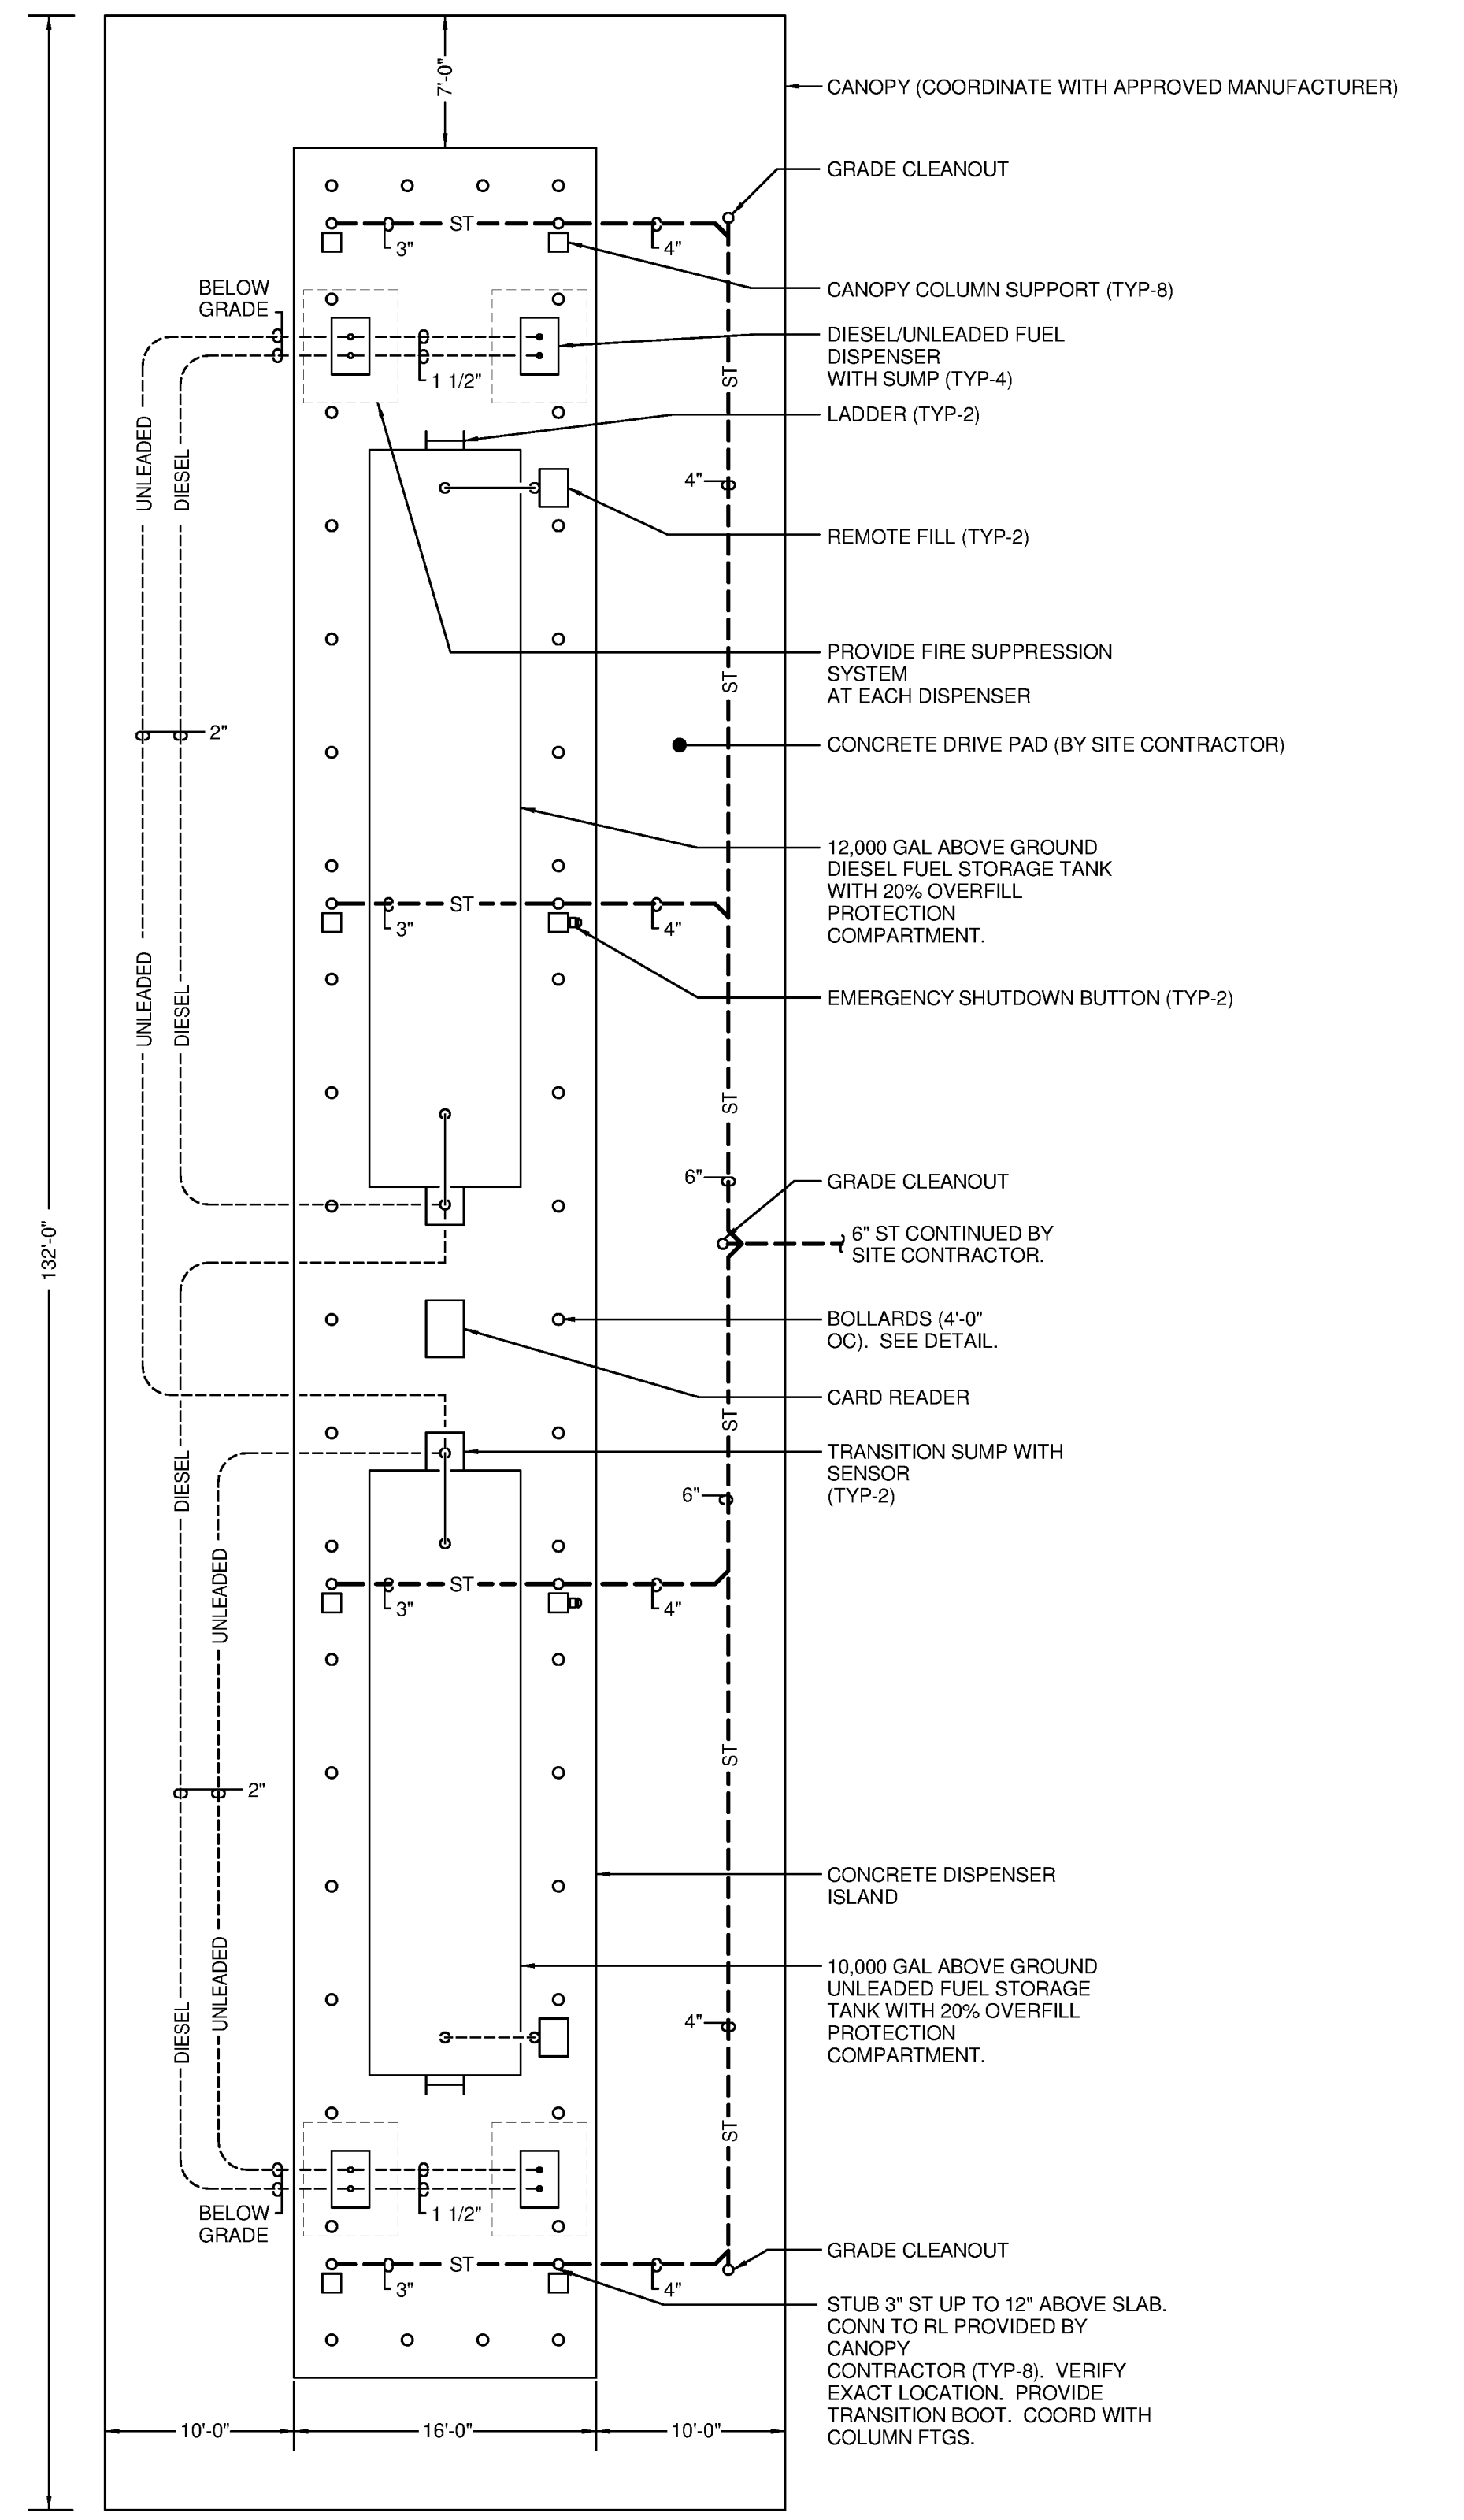 7'-0"
CANOPY (COORDINATE WITH APPROVED MANUFACTURER)
GRADE CLEANOUT
ST
3"
4"
BELOW
GRADE
CANOPY COLUMN SUPPORT (TYP-8)
DIESEL/UNLEADED FUEL
DISPENSER
WITH SUMP (TYP-4)
1 1/2"
ST
LADDER (TYP-2)
UNLEADED
DIESEL
4"
REMOTE FILL (TYP-2)
PROVIDE FIRE SUPPRESSION
SYSTEM
AT EACH DISPENSER
ST
2"
CONCRETE DRIVE PAD (BY SITE CONTRACTOR)
12,000 GAL ABOVE GROUND
DIESEL FUEL STORAGE TANK
WITH 20% OVERFILL
PROTECTION
COMPARTMENT.
ST
3"
4"
UNLEADED
DIESEL
EMERGENCY SHUTDOWN BUTTON (TYP-2)
ST
6"
GRADE CLEANOUT
132'-0"
6" ST CONTINUED BY
SITE CONTRACTOR.
BOLLARDS (4'-0"
OC).  SEE DETAIL.
CARD READER
ST
TRANSITION SUMP WITH
SENSOR
(TYP-2)
DIESEL
6"
UNLEADED
ST
3"
4"
ST
2"
CONCRETE DISPENSER
ISLAND
10,000 GAL ABOVE GROUND
UNLEADED FUEL STORAGE
TANK WITH 20% OVERFILL
PROTECTION
COMPARTMENT.
UNLEADED
DIESEL
4"
ST
BELOW
GRADE
1 1/2"
GRADE CLEANOUT
ST
3"
4"
STUB 3" ST UP TO 12" ABOVE SLAB.
CONN TO RL PROVIDED BY
CANOPY
CONTRACTOR (TYP-8).  VERIFY
EXACT LOCATION.  PROVIDE
TRANSITION BOOT.  COORD WITH
COLUMN FTGS.
10'-0"
16'-0"
10'-0"